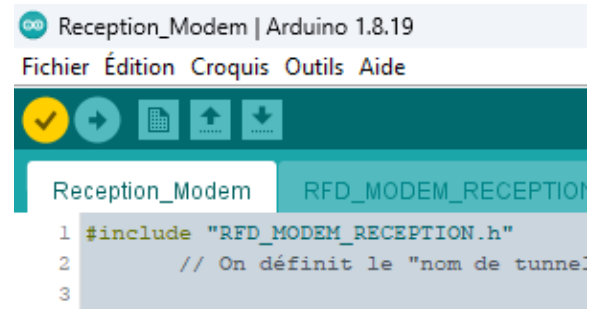 Reception_Modem | Arduino 1.8.19
Fichier Édition Croquis Outils Aide
Reception_Modem RFD_MODEM_RECEPTION
1 #include "RFD_MODEM_RECEPTION.h"
2 // On définit le "nom de tunnel
3